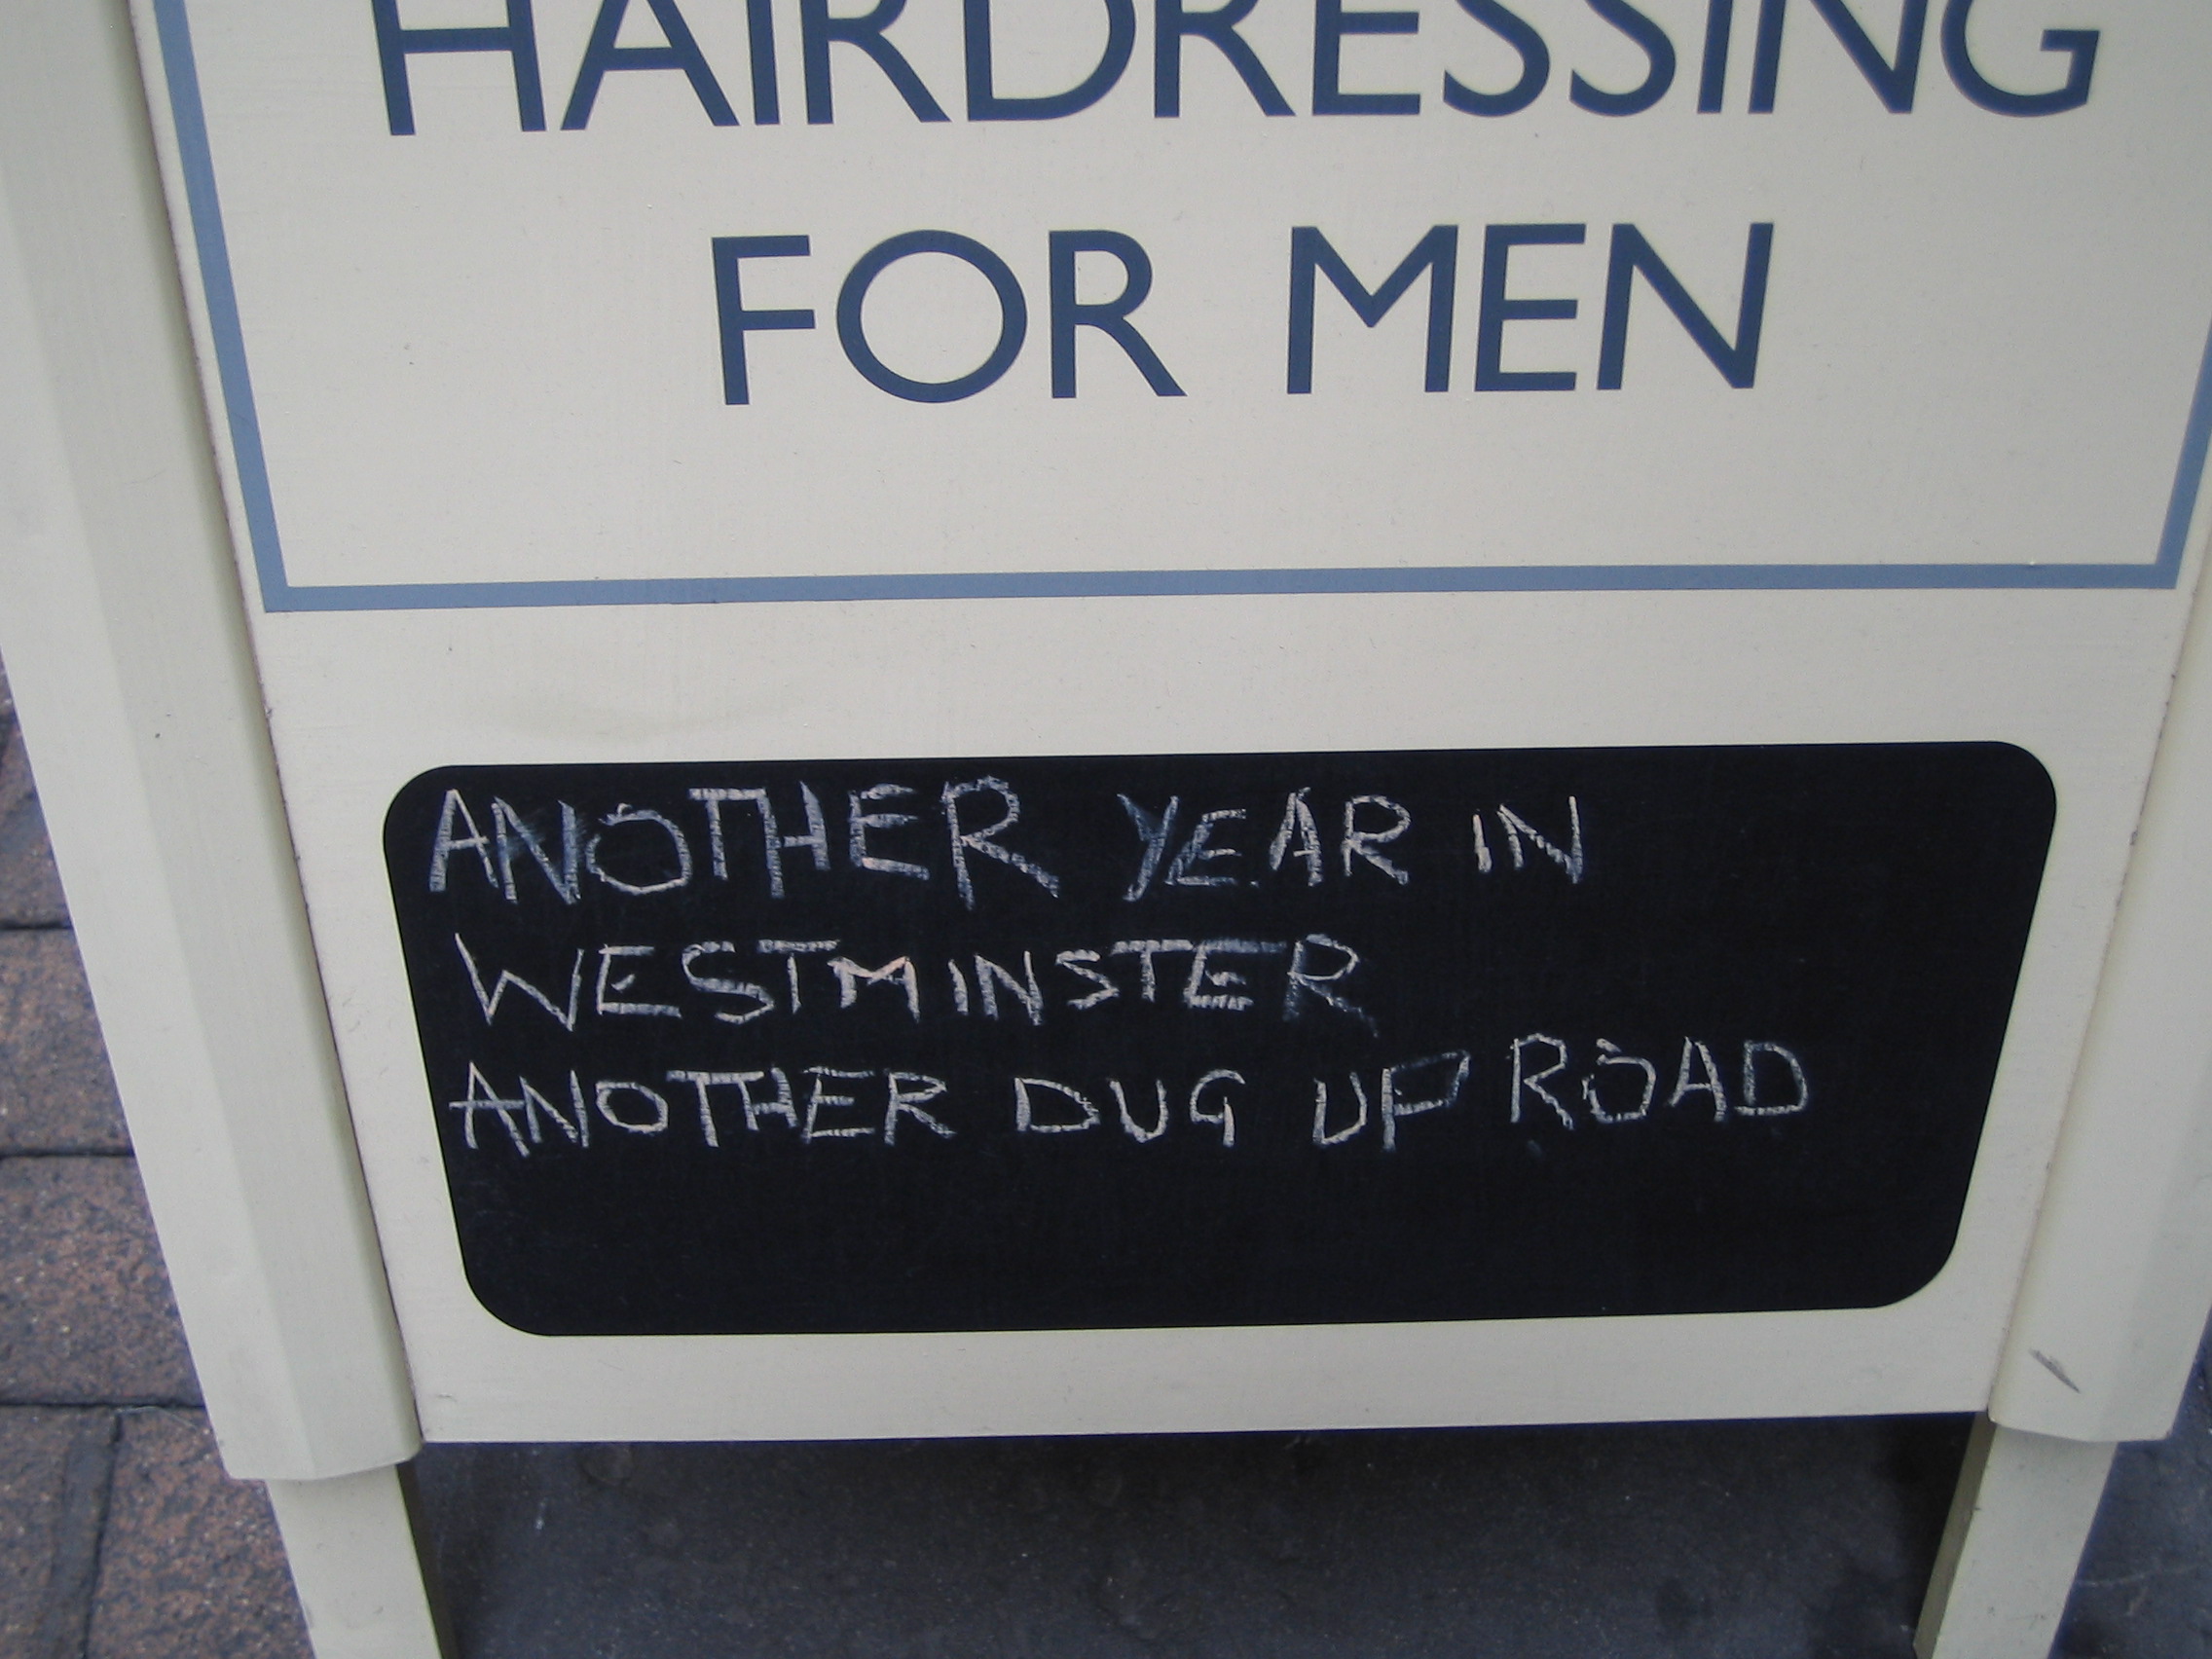 HAIRDRESSING
FOR MEN
ANOTHER YEAR IN
WESTMINSTER
ANOTHER DUG UP ROAD